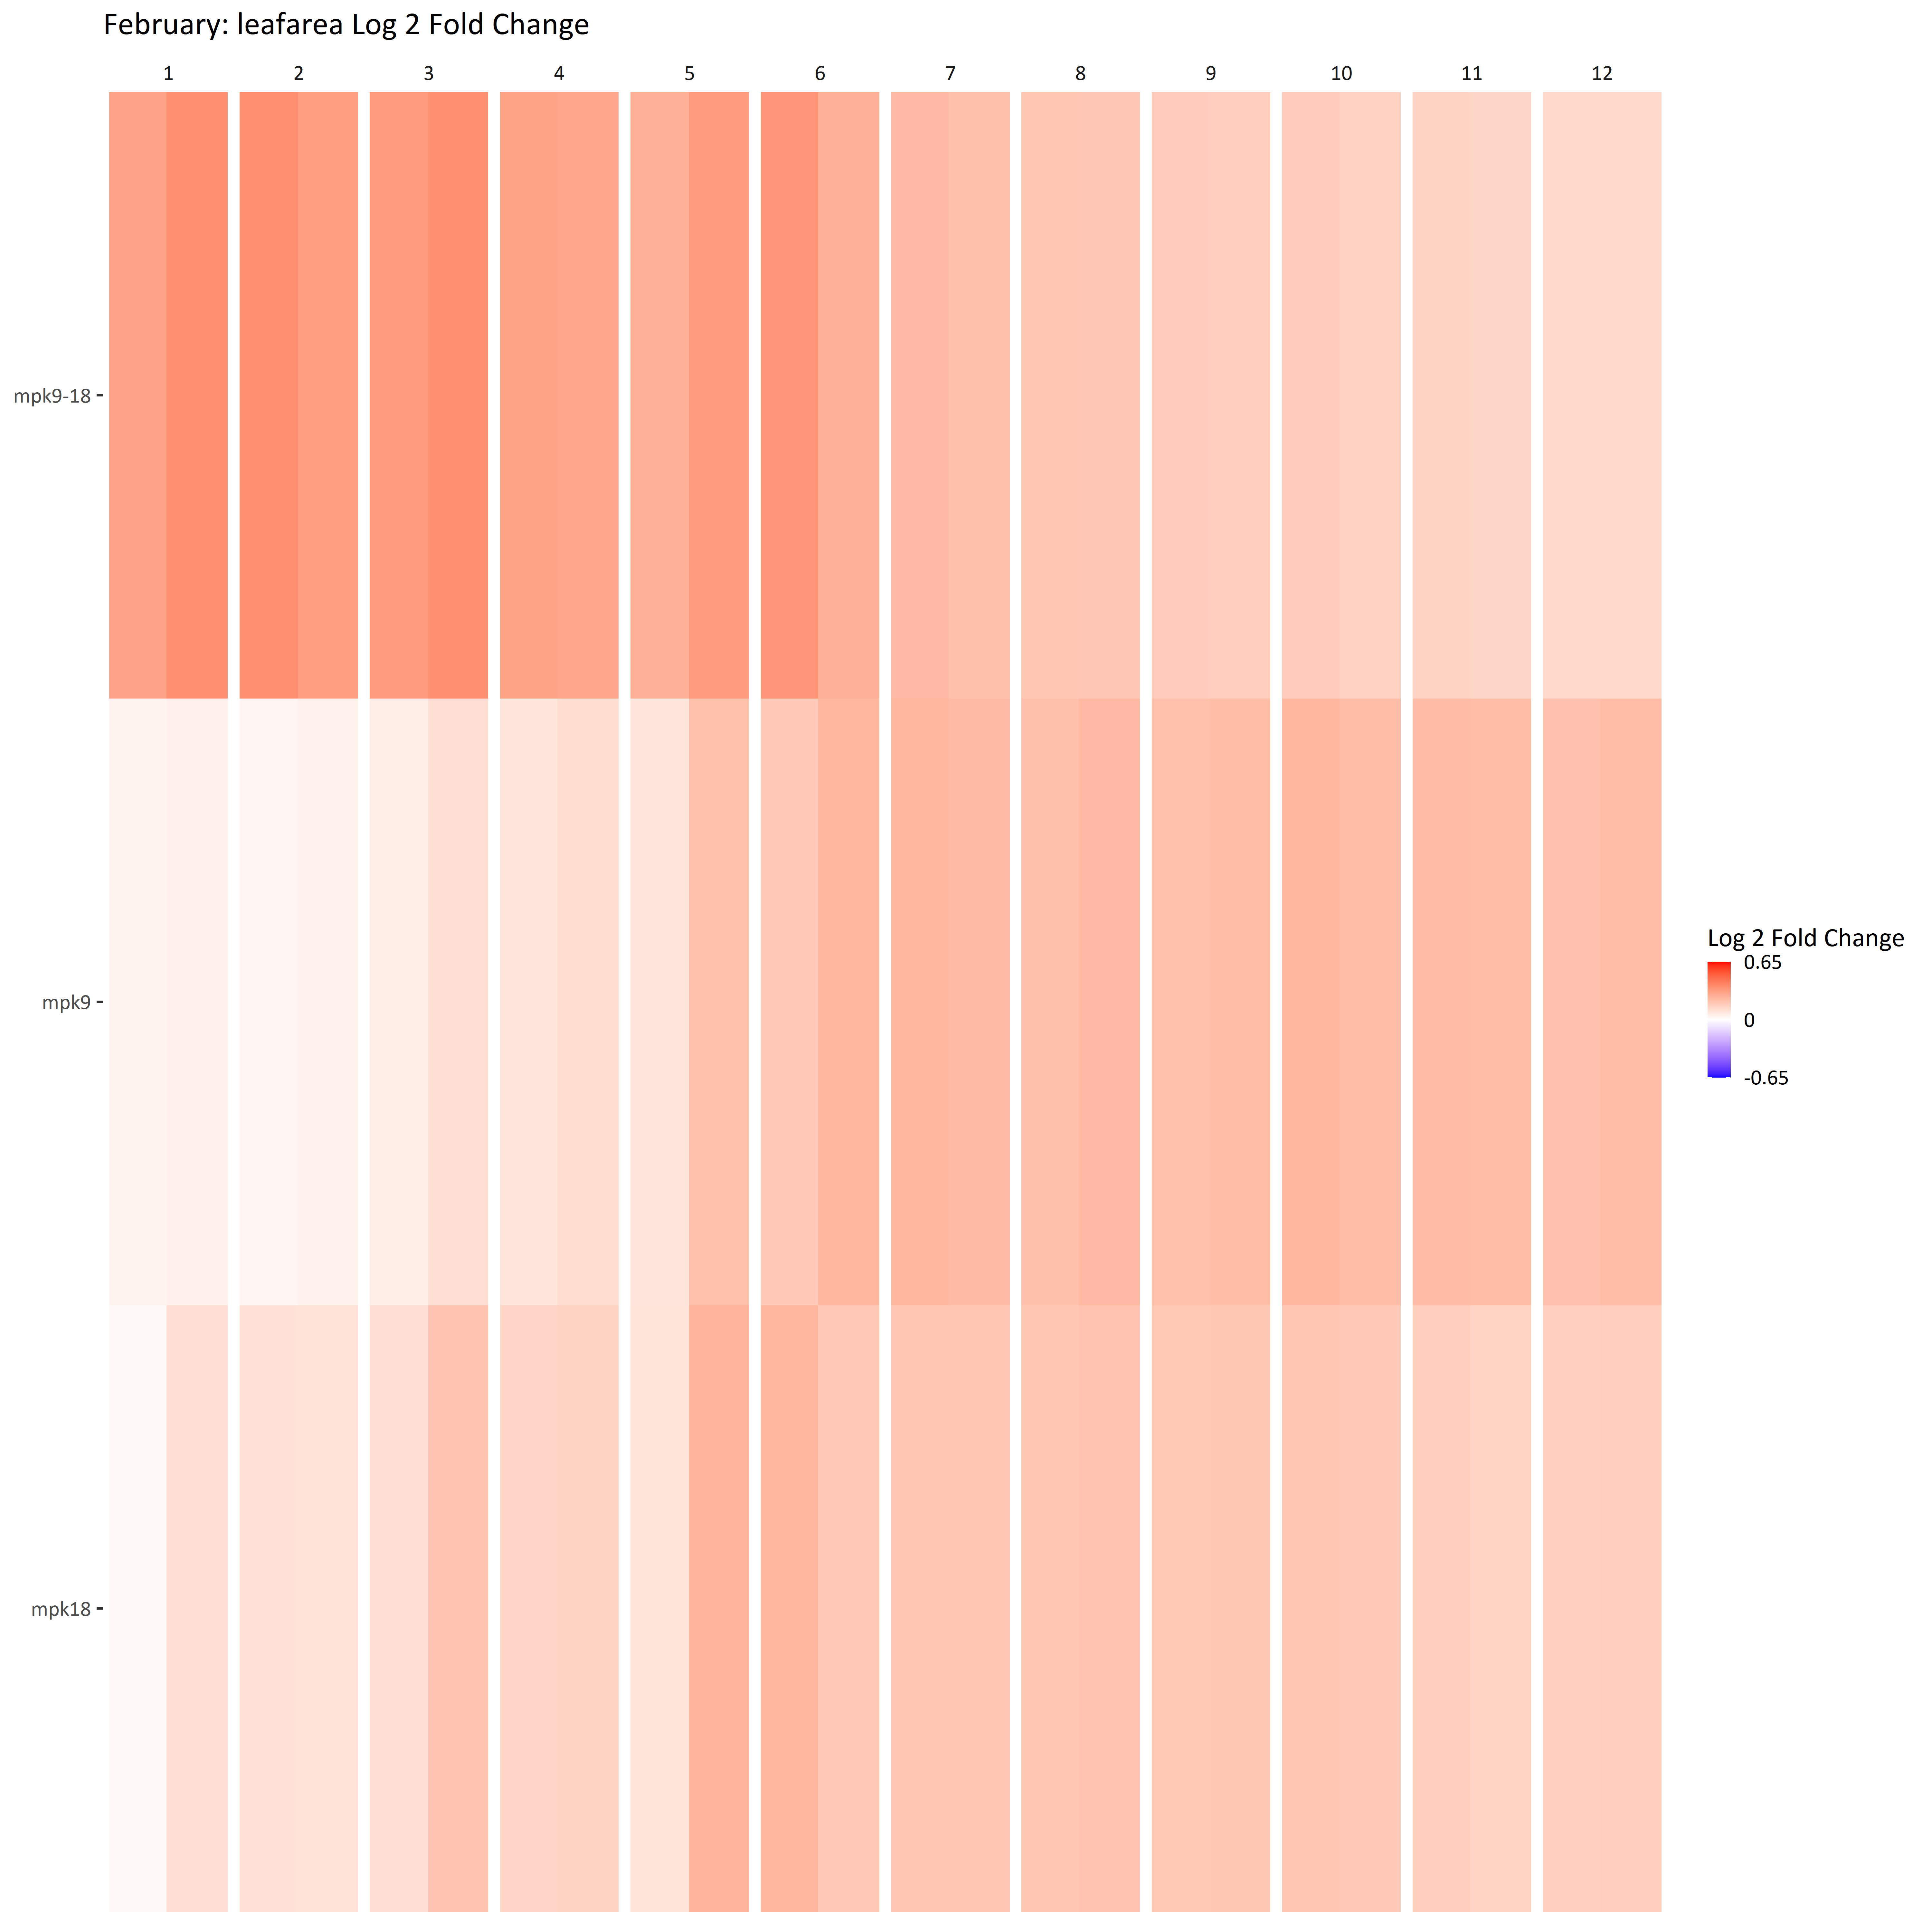 February: leafarea Log 2 Fold Change
1 2 3 4 5 6 7 8 9 10 11 12
mpk9-18
mpk9
mpk18
Log 2 Fold Change
0.65
0
-0.65